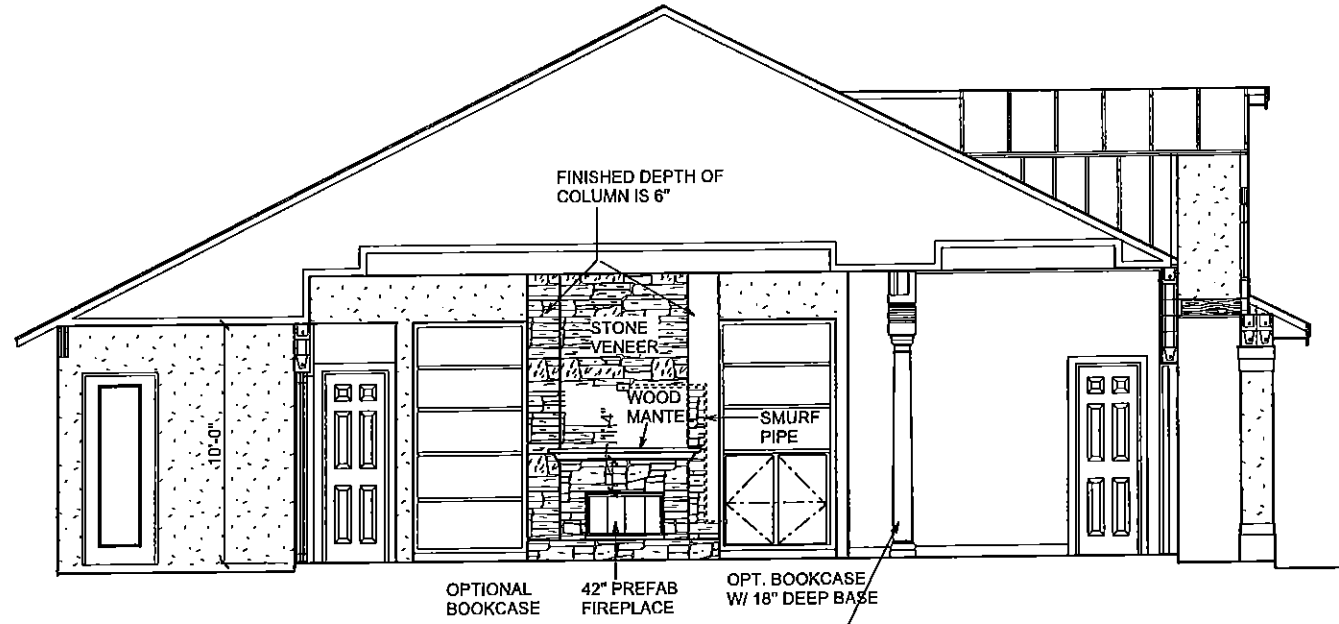 FINISHED DEPTH OF
COLUMN IS 6"
STONE
VENEER
WOOD
MANTE
SMURF
PIPE
10'-0"
OPTIONAL
BOOKCASE
42" PREFAB
FIREPLACE
OPT. BOOKCASE
W/ 18" DEEP BASE